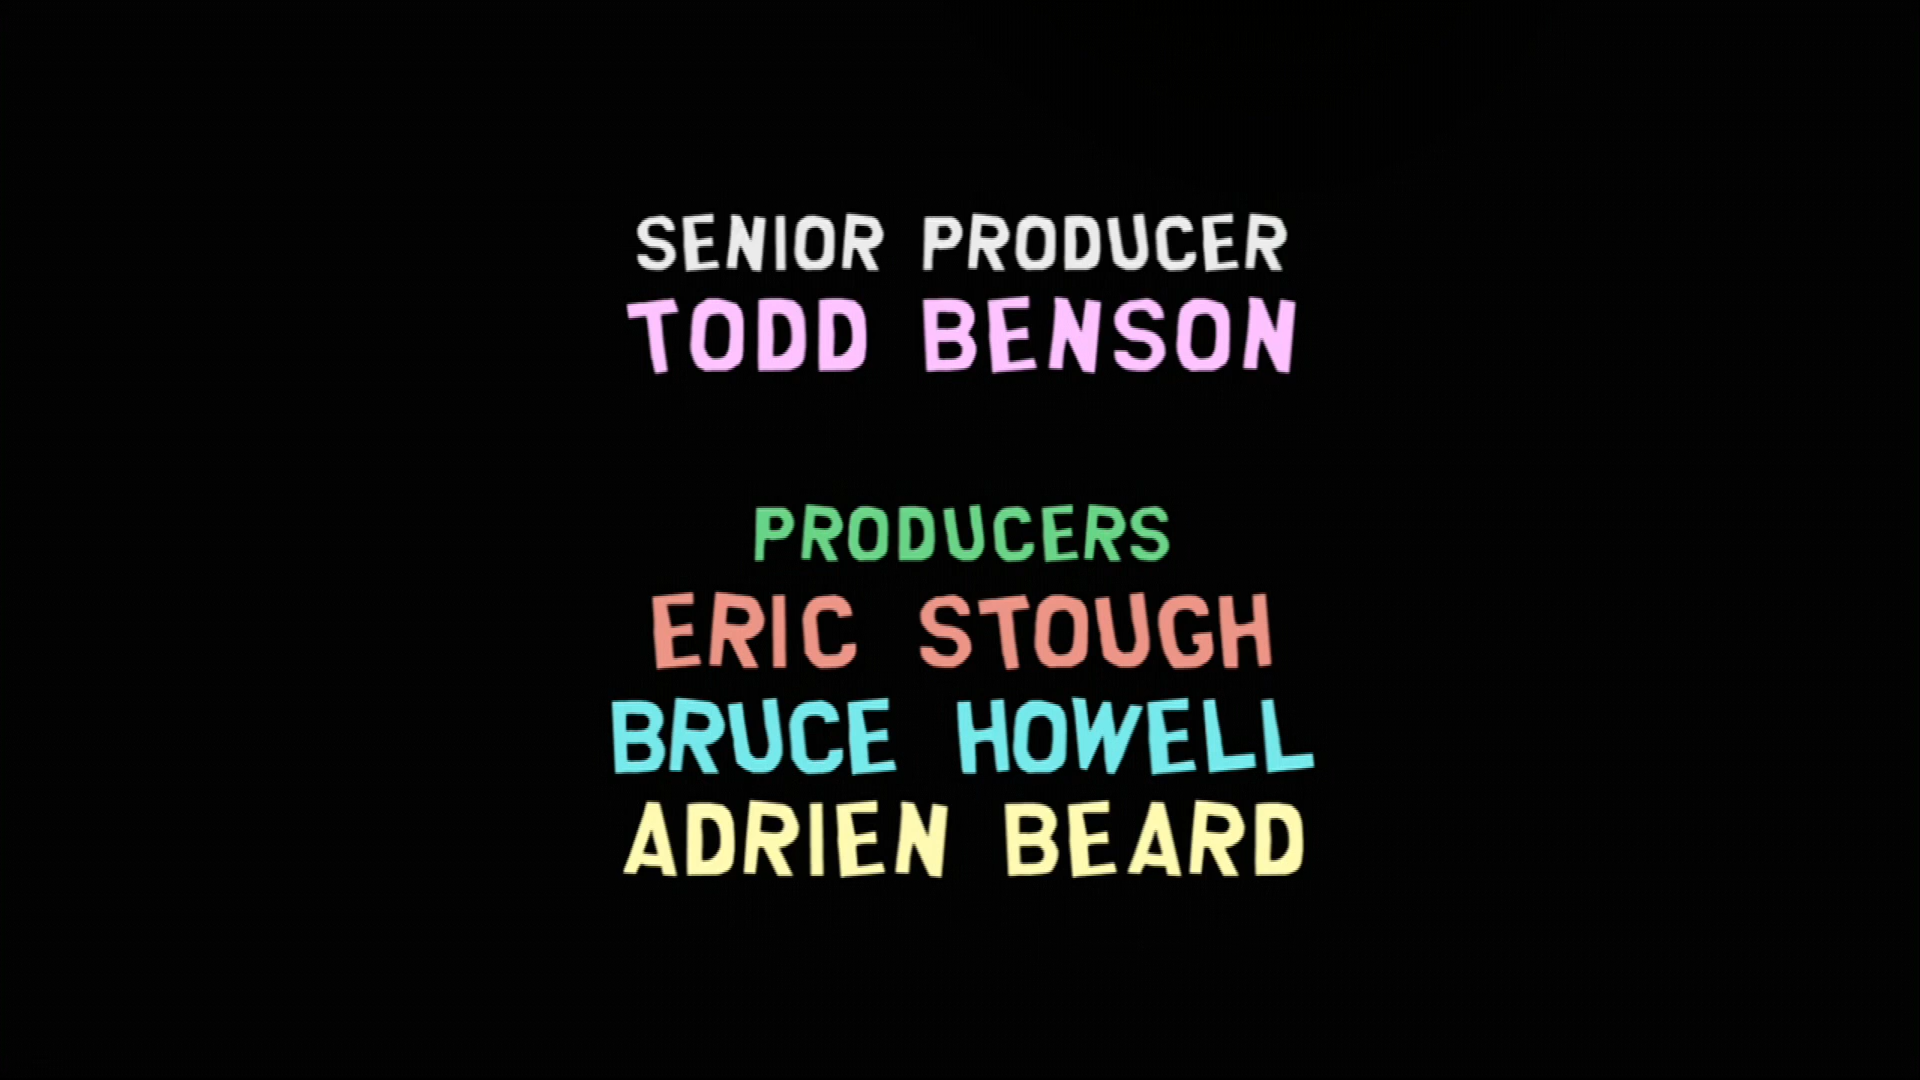 SENIOR PRODUCER
TODD BENSON
PRODUCERS
ERIC STOUGH
BRUCE HOWELL
ADRIEN BEARD